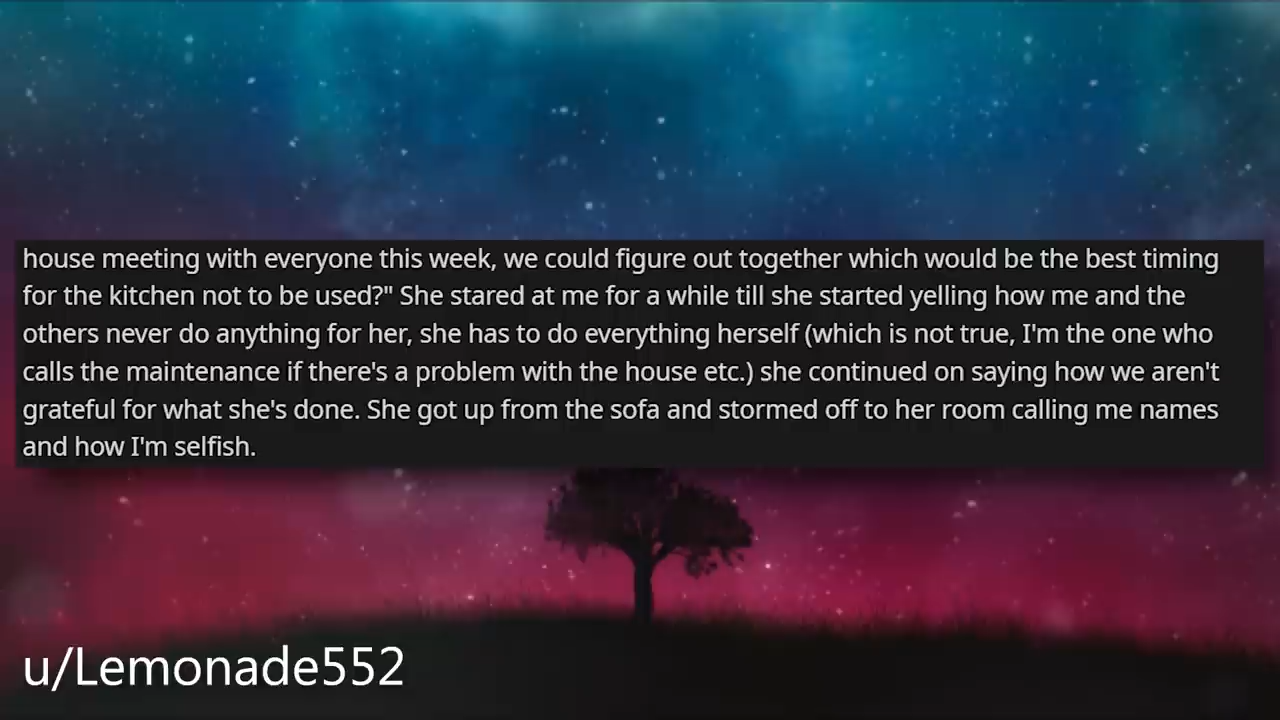 house meeting with everyone this week, we could figure out together which would be the best timing
for the kitchen not to be used?" She stared at me for a while till she started yelling how me and the
others never do anything for her, she has to do everything herself (which is not true, I'm the one who
calls the maintenance if there's a problem with the house etc.) she continued on saying how we aren't
grateful for what she's done. She got up from the sofa and stormed off to her room calling me names
and how I'm selfish.
u/Lemonade552